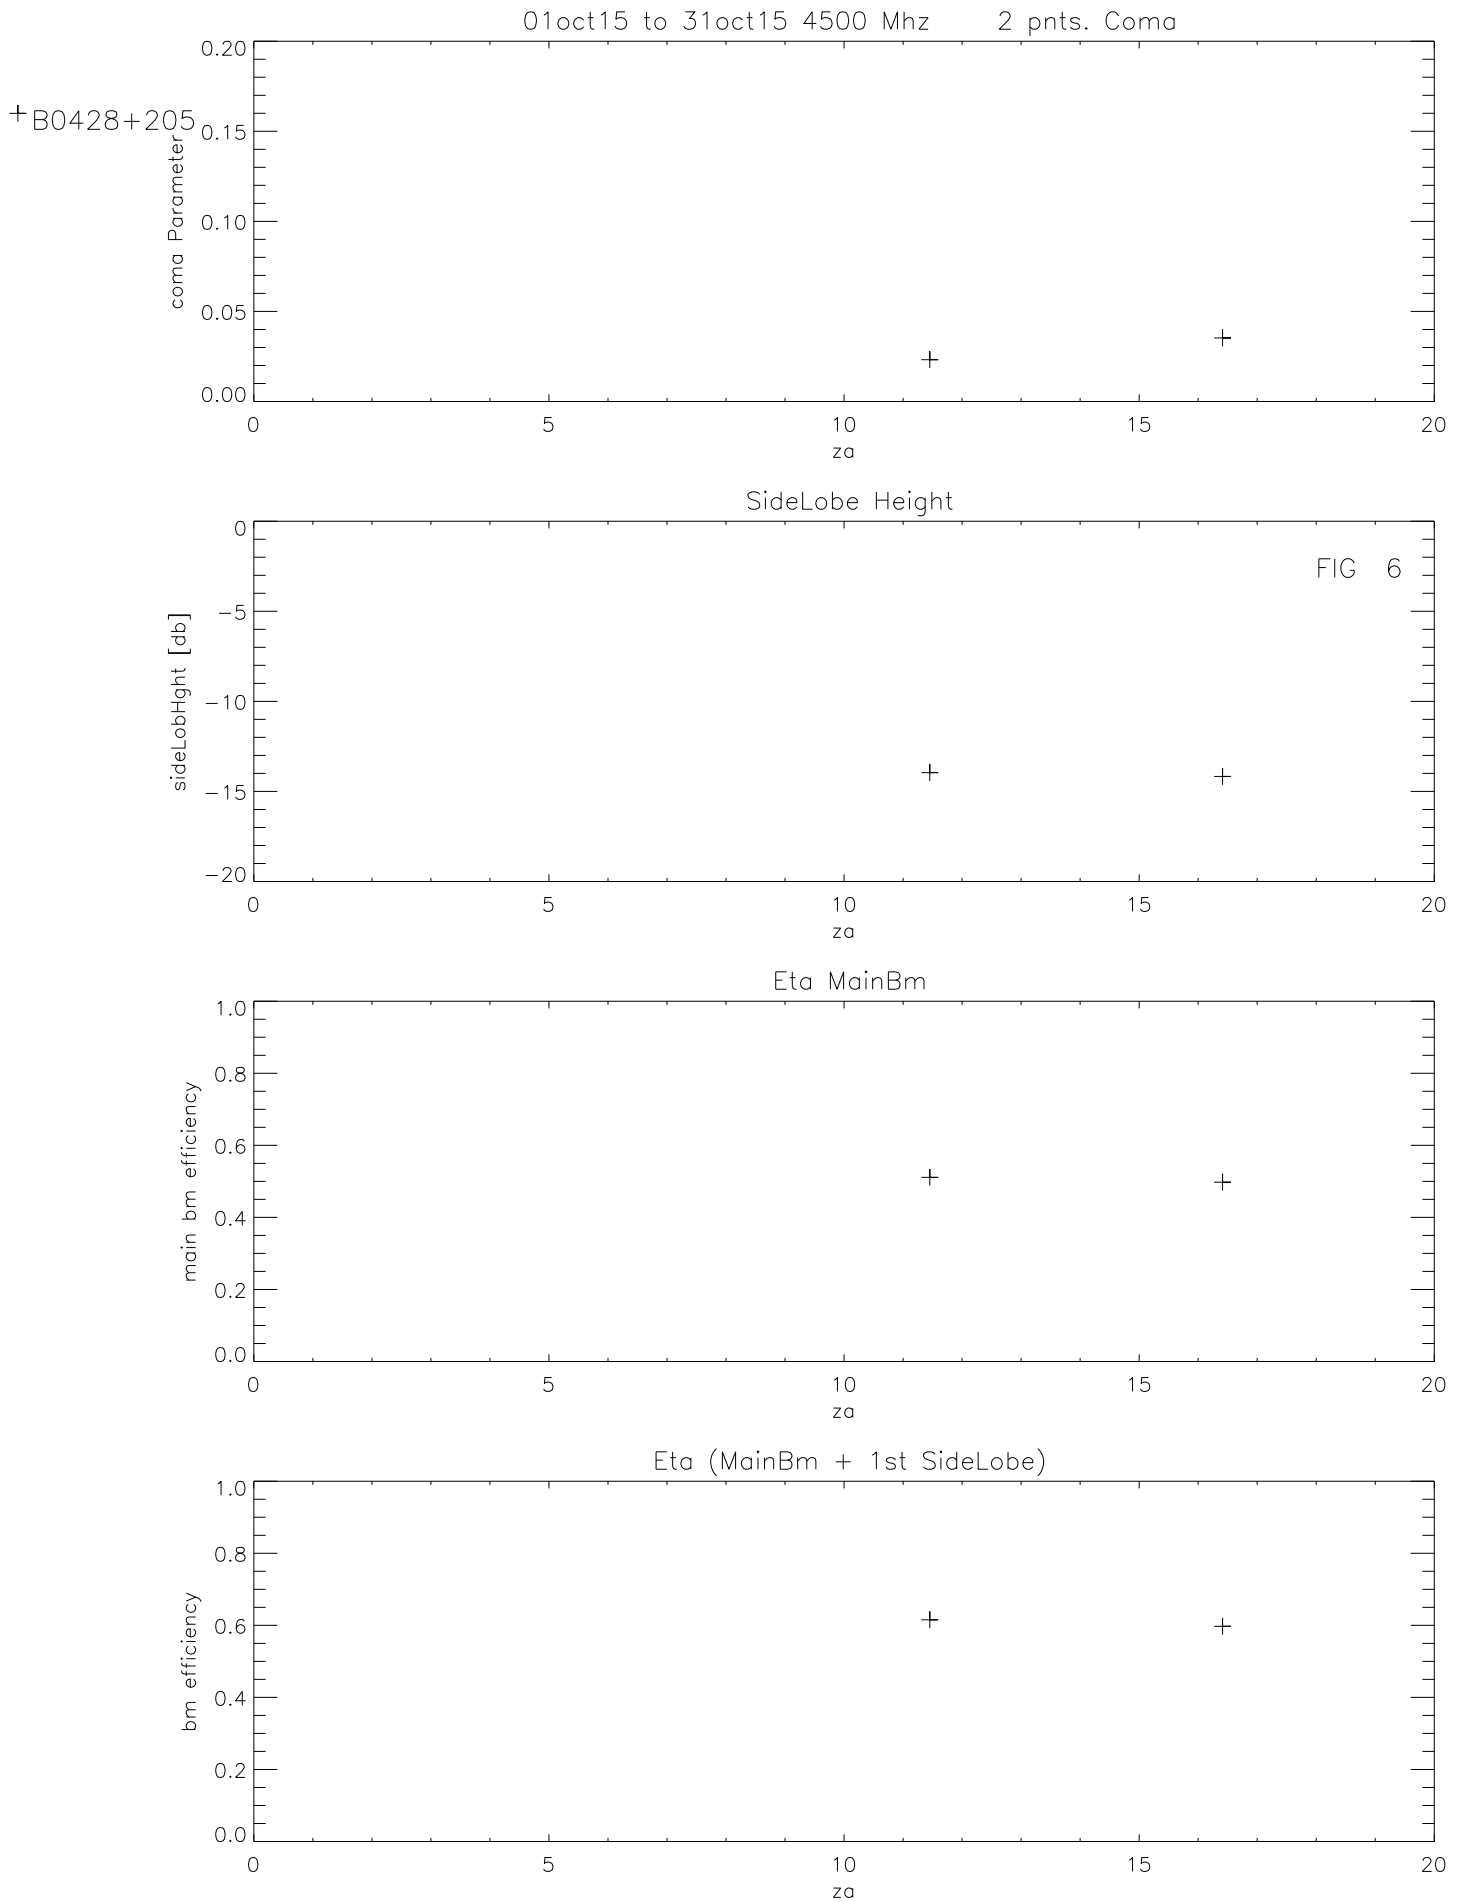 01oct15 to 31oct15 4500 Mhz 2 pnts. Coma
+ B0428+205
coma Parameter
0.20
0.15
0.10
0.05
0.00
0 5 10 15 20
za
SideLobe Height
FIG 6
sideLobHght [db]
0
-5
-10
-15
-20
0 5 10 15 20
za
Eta MainBm
main bm efficiency
1.0
0.8
0.6
0.4
0.2
0.0
0 5 10 15 20
za
Eta (MainBm + 1st SideLobe)
bm efficiency
1.0
0.8
0.6
0.4
0.2
0.0
0 5 10 15 20
za